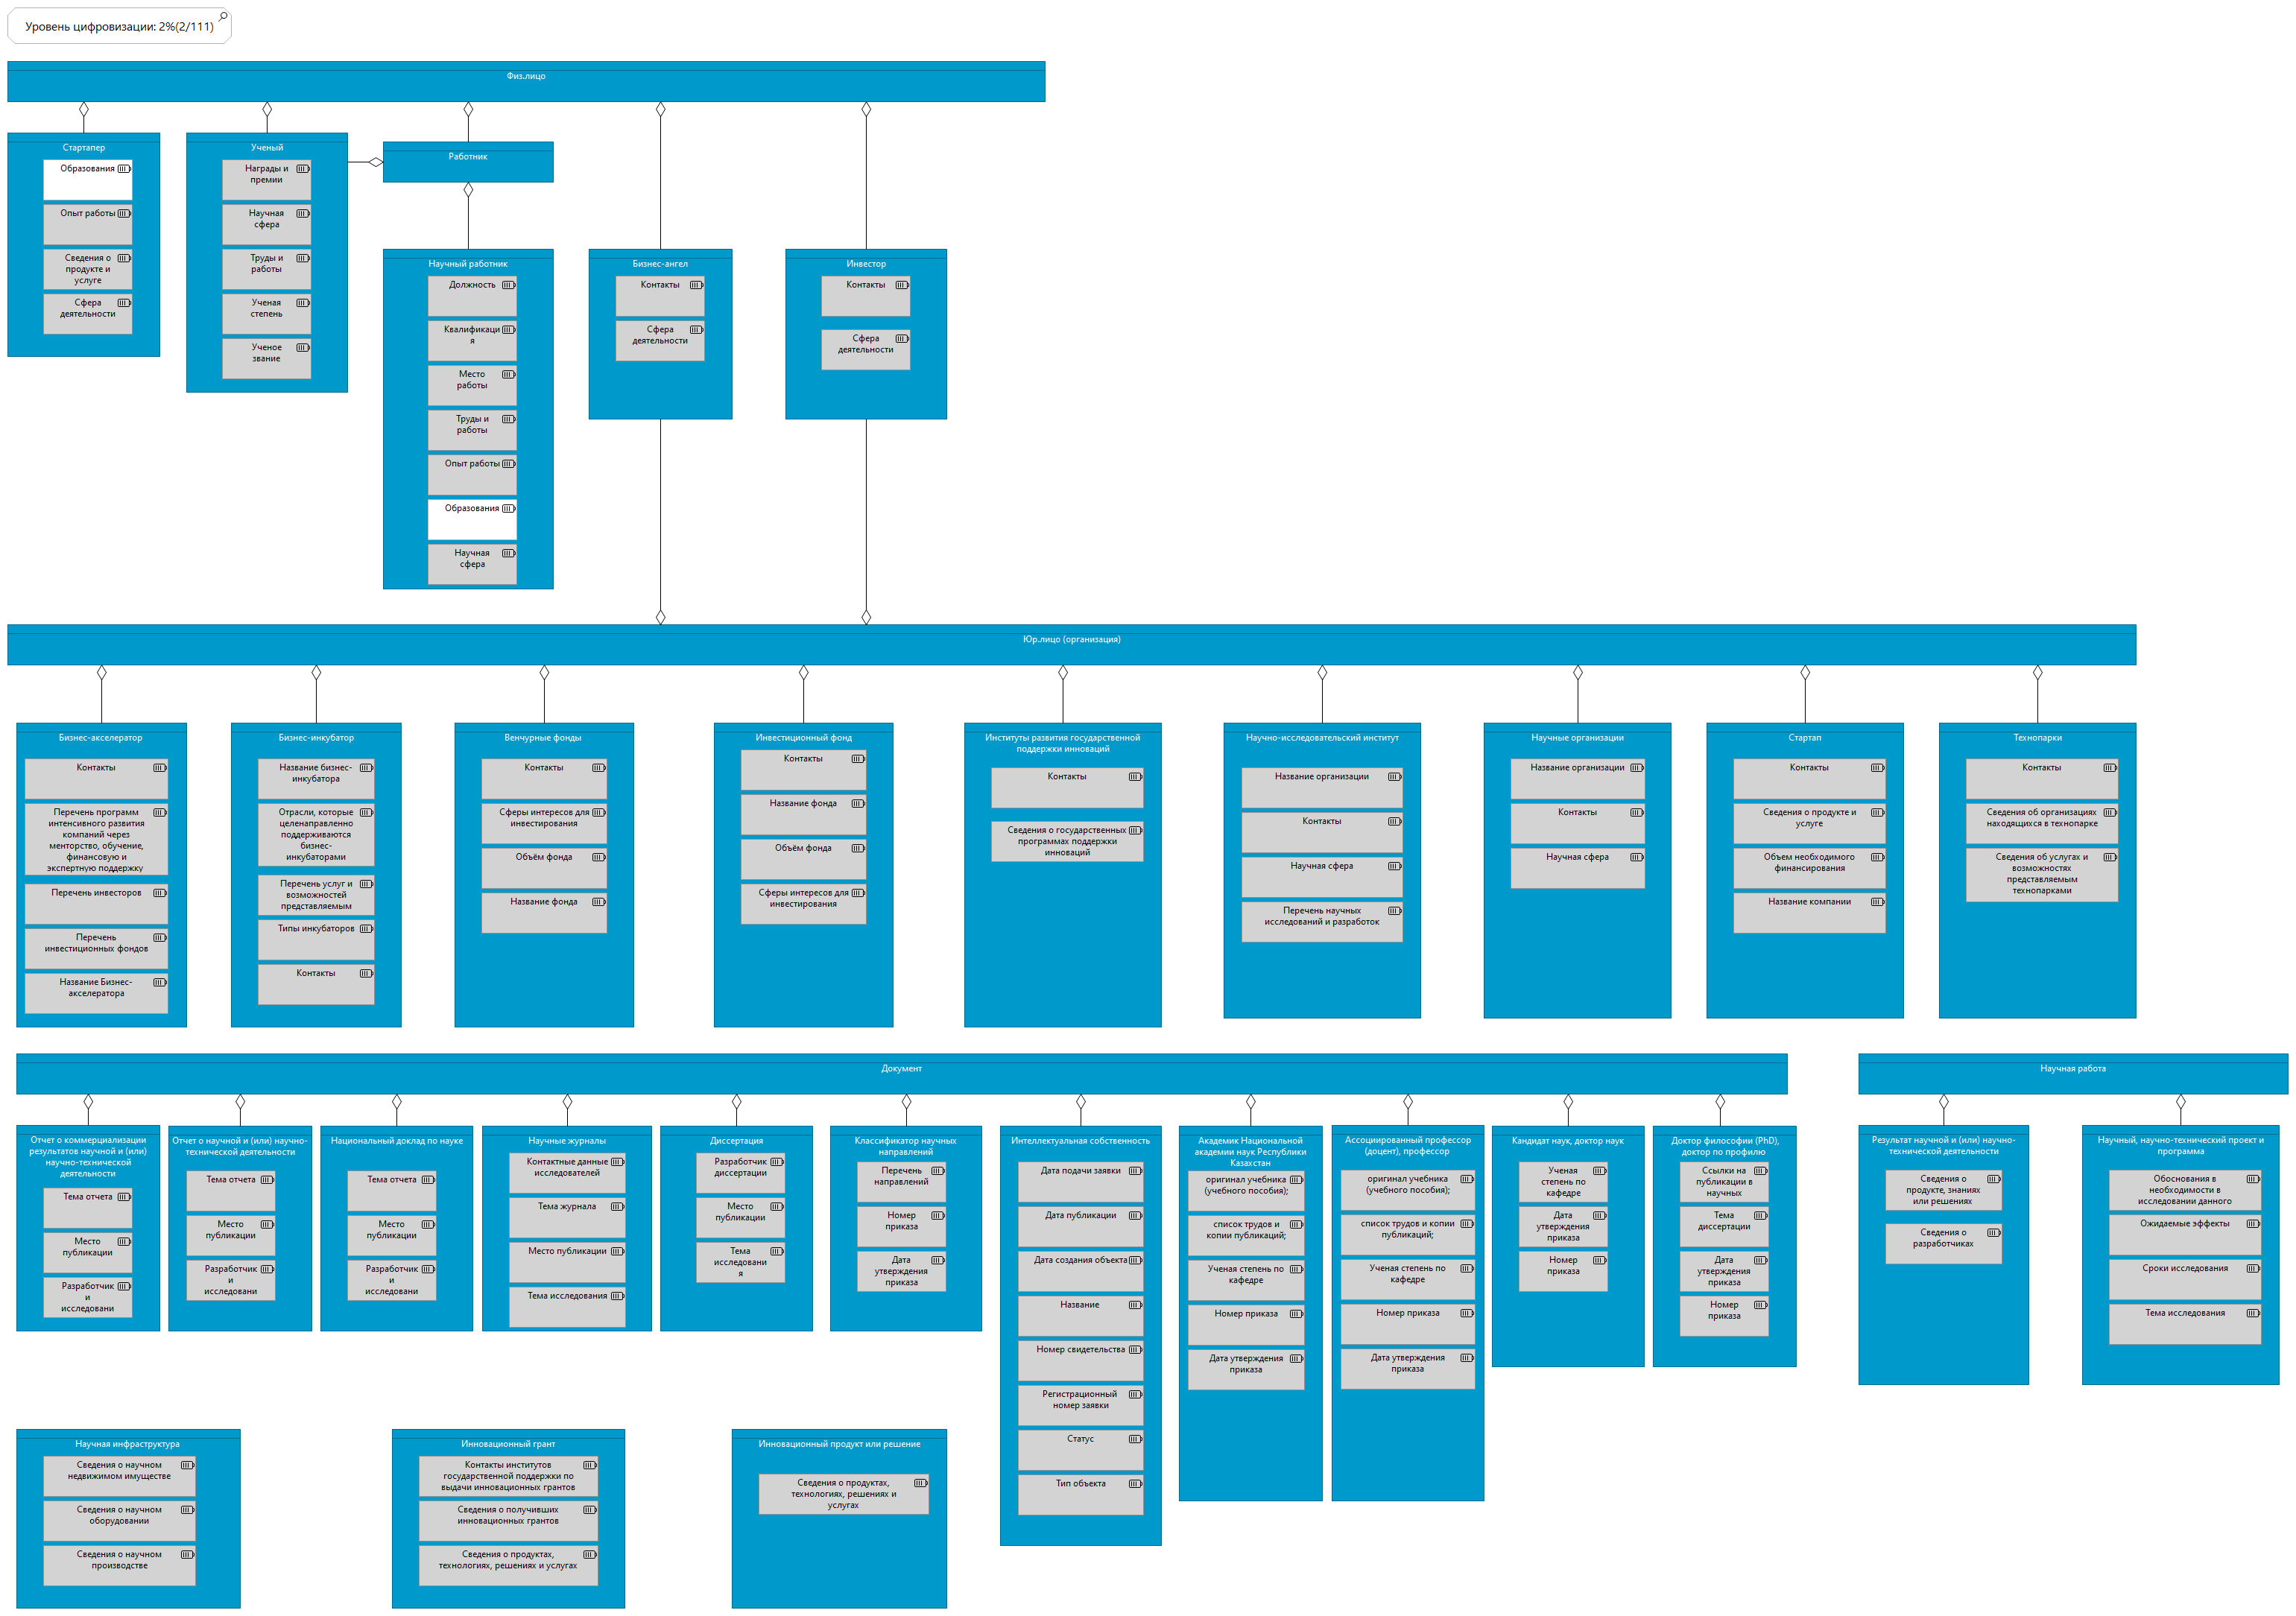 Уровень цифровизации: 2%(2/111)
Физ.лицо
Стартапер
Образования
Опыт работы
Сведения о
продукте и
услуге
Сфера
деятельности
Ученый
Награды и
премии
Научная
сфера
Труды и
работы
Ученая
степень
Ученое
звание
Работник
Научный работник
Должность
Квалификаци
я
Место
работы
Труды и
работы
Опыт работы
Образования
Научная
сфера
Бизнес-ангел
Контакты
Сфера
деятельности
Инвестор
Контакты
Сфера
деятельности
Юр.лицо (организация)
Бизнес-акселератор
Контакты
Перечень программ
интенсивного развития
компаний через
менторство, обучение,
финансовую и
экспертную поддержку
Перечень инвесторов
Перечень
инвестиционных фондов
Название Бизнес-
акселератора
Бизнес-инкубатор
Название бизнес-
инкубатора
Отрасли, которые
целенаправленно
поддерживаются
бизнес-
инкубаторами
Перечень услуг и
возможностей
представляемым
Типы инкубаторов
Контакты
Венчурные фонды
Контакты
Сферы интересов для
инвестирования
Объём фонда
Название фонда
Инвестиционный фонд
Контакты
Название фонда
Объём фонда
Сферы интересов для
инвестирования
Институты развития государственной
поддержки инноваций
Контакты
Сведения о государственных
программах поддержки
инноваций
Научно-исследовательский институт
Название организации
Контакты
Научная сфера
Перечень научных
исследований и разработок
Научные организации
Название организации
Контакты
Научная сфера
Стартап
Контакты
Сведения о продукте и
услуге
Объем необходимого
финансирования
Название компании
Технопарки
Контакты
Сведения об организациях
находящихся в технопарке
Сведения об услугах и
возможностях
представляемым
технопарками
Документ
Отчет о коммерциализации
результатов научной и (или)
научно-технической
деятельности
Тема отчета
Место
публикации
Разработчик
и
исследовани
Отчет о научной и (или) научно-
технической деятельности
Тема отчета
Место
публикации
Разработчик
и
исследовани
Национальный доклад по науке
Тема отчета
Место
публикации
Разработчик
и
исследовани
Научные журналы
Контактные данные
исследователей
Тема журнала
Место публикации
Тема исследования
Диссертация
Разработчик
диссертации
Место
публикации
Тема
исследовани
я
Классификатор научных
направлений
Перечень
направлений
Номер
приказа
Дата
утверждения
приказа
Интеллектуальная собственность
Дата подачи заявки
Дата публикации
Дата создания объекта
Название
Номер свидетельства
Регистрационный
номер заявки
Статус
Тип объекта
Академик Национальной
академии наук Республики
Казахстан
оригинал учебника
(учебного пособия);
список трудов и
копии публикаций;
Ученая степень по
кафедре
Номер приказа
Дата утверждения
приказа
Ассоциированный профессор
(доцент), профессор
оригинал учебника
(учебного пособия);
список трудов и копии
публикаций;
Ученая степень по
кафедре
Номер приказа
Дата утверждения
приказа
Кандидат наук, доктор наук
Ученая
степень по
кафедре
Дата
утверждения
приказа
Номер
приказа
Доктор философии (PhD),
доктор по профилю
Ссылки на
публикации в
научных
Тема
диссертации
Дата
утверждения
приказа
Номер
приказа
Научная работа
Результат научной и (или) научно-
технической деятельности
Сведения о
продукте, знаниях
или решениях
Сведения о
разработчиках
Научный, научно-технический проект и
программа
Обоснования в
необходимости в
исследовании данного
Ожидаемые эффекты
Сроки исследования
Тема исследования
Научная инфраструктура
Сведения о научном
недвижимом имуществе
Сведения о научном
оборудовании
Сведения о научном
производстве
Инновационный грант
Контакты институтов
государственной поддержки по
выдачи инновационных грантов
Сведения о получивших
инновационных грантов
Сведения о продуктах,
технологиях, решениях и услугах
Инновационный продукт или решение
Сведения о продуктах,
технологиях, решениях и
услугах